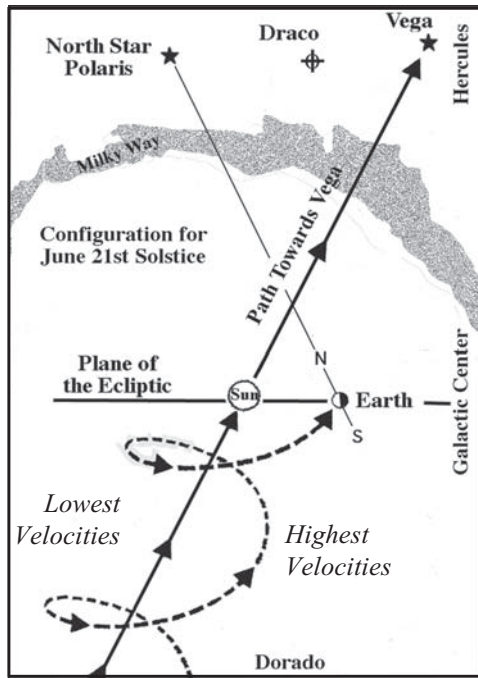 Vega
Draco
North Star
Polaris
Hercules
Milky Way
Path Towards Vega
Configuration for
June 21st Solstice
N
Plane of
the Ecliptic
Sun
Earth
S
Galactic Center
Lowest
Velocities
Highest
Velocities
Dorado